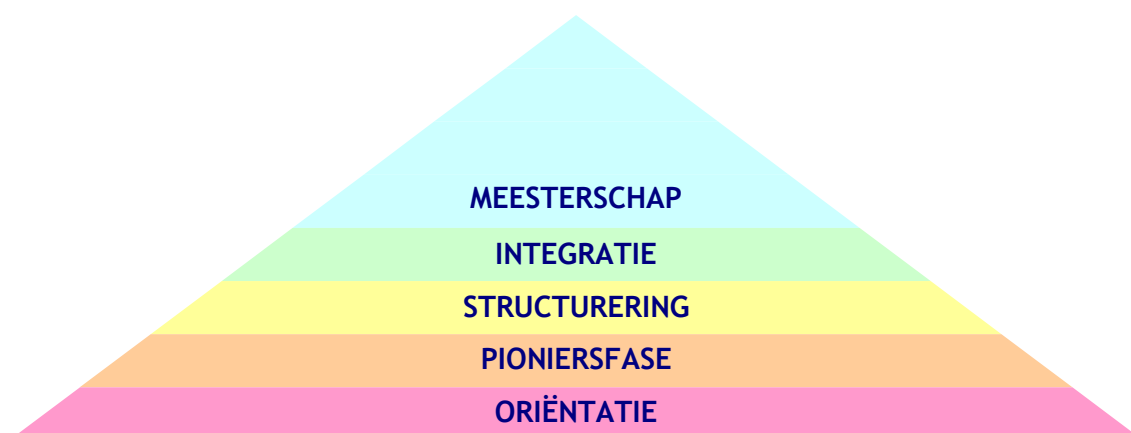 MEESTERSCHAP
INTEGRATIE
STRUCTURERING
PIONIERSFASE
ORIËNTATIE